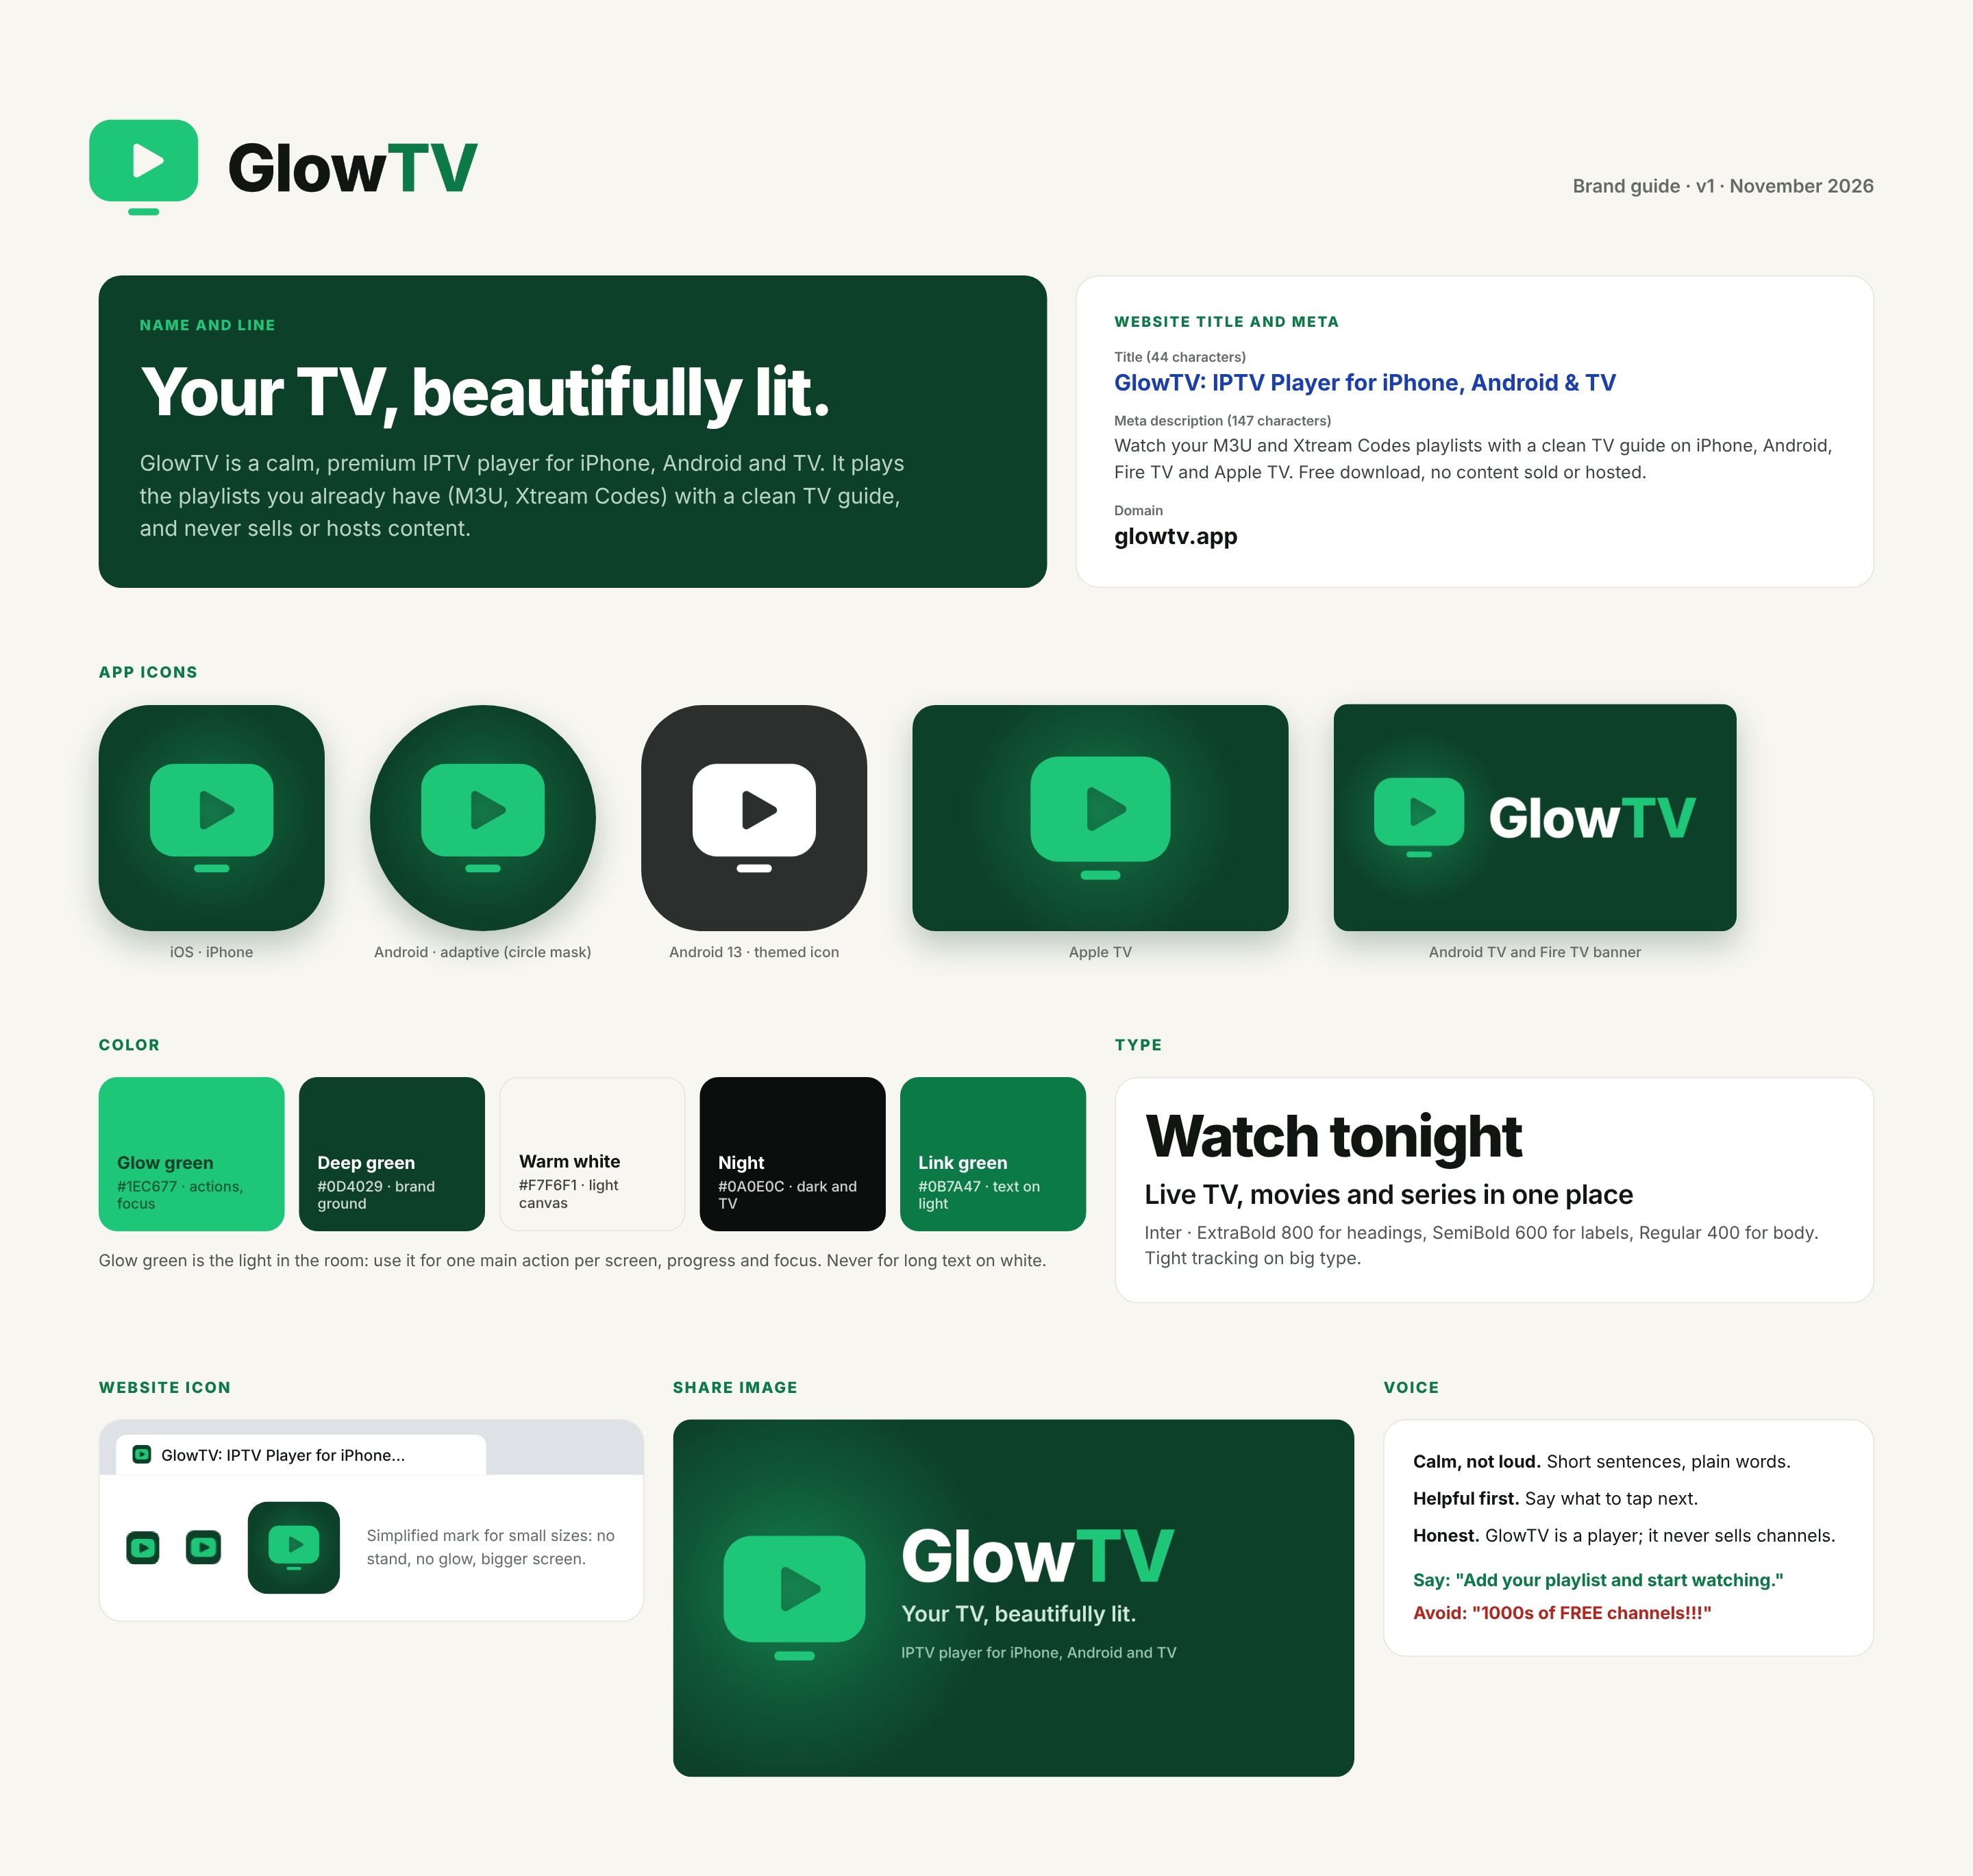 GlowTV
Brand guide · v1 · November 2026
NAME AND LINE
Your TV, beautifully lit.
GlowTV is a calm, premium IPTV player for iPhone, Android and TV. It plays
the playlists you already have (M3U, Xtream Codes) with a clean TV guide,
and never sells or hosts content.
WEBSITE TITLE AND META
Title (44 characters)
GlowTV: IPTV Player for iPhone, Android & TV
Meta description (147 characters)
Watch your M3U and Xtream Codes playlists with a clean TV guide on iPhone, Android,
Fire TV and Apple TV. Free download, no content sold or hosted.
Domain
glowtv.app
APP ICONS
GlowTV
iOS · iPhone
Android · adaptive (circle mask)
Android 13 · themed icon
Apple TV
Android TV and Fire TV banner
COLOR
Glow green
#1EC677 · actions,
focus
Deep green
#0D4029 · brand
ground
Warm white
#F7F6F1 · light
canvas
Night
#0A0E0C · dark and
TV
Link green
#0B7A47 · text on
light
Glow green is the light in the room: use it for one main action per screen, progress and focus. Never for long text on white.
TYPE
Watch tonight
Live TV, movies and series in one place
Inter · ExtraBold 800 for headings, SemiBold 600 for labels, Regular 400 for body.
Tight tracking on big type.
WEBSITE ICON
GlowTV: IPTV Player for iPhone...
Simplified mark for small sizes: no
stand, no glow, bigger screen.
SHARE IMAGE
GlowTV
Your TV, beautifully lit.
IPTV player for iPhone, Android and TV
VOICE
Calm, not loud. Short sentences, plain words.
Helpful first. Say what to tap next.
Honest. GlowTV is a player; it never sells channels.
Say: "Add your playlist and start watching."
Avoid: "1000s of FREE channels!!!"